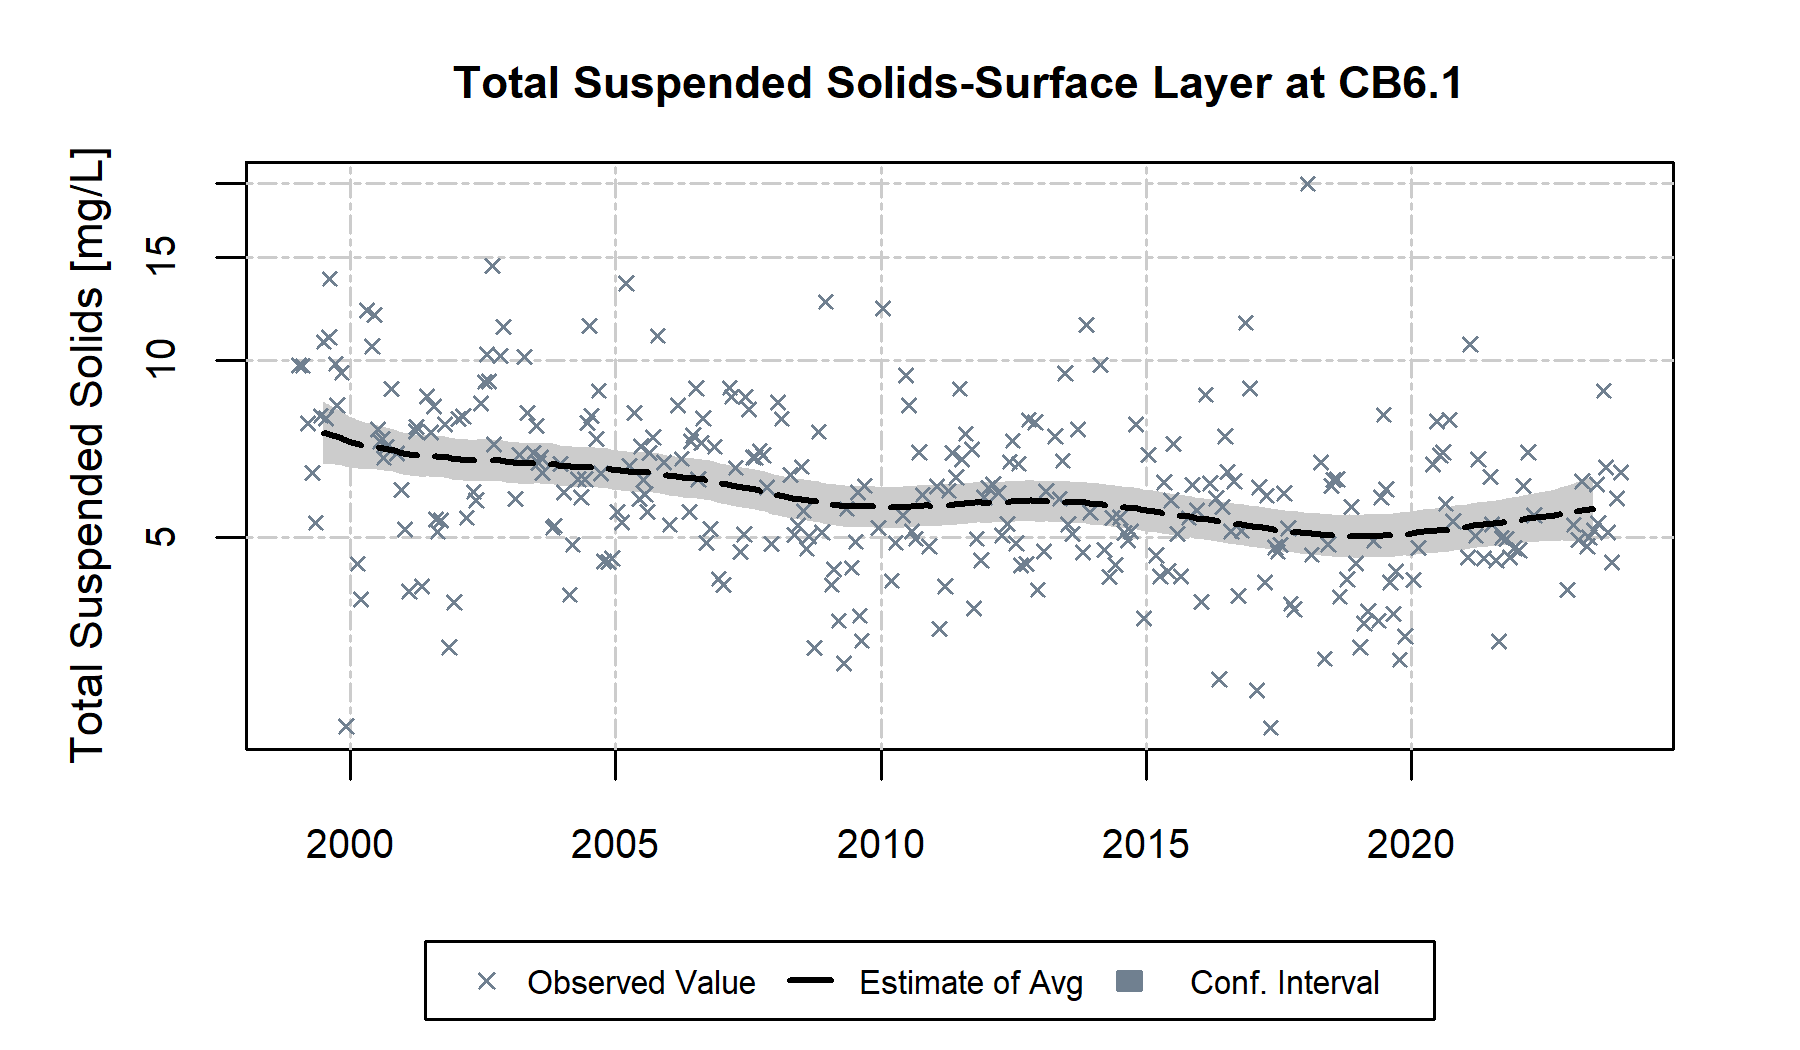 Total Suspended Solids-Surface Layer at CB6.1
Total Suspended Solids [mg/L]
15
10
5
2000 2005 2010 2015 2020
Observed Value Estimate of Avg Conf. Interval